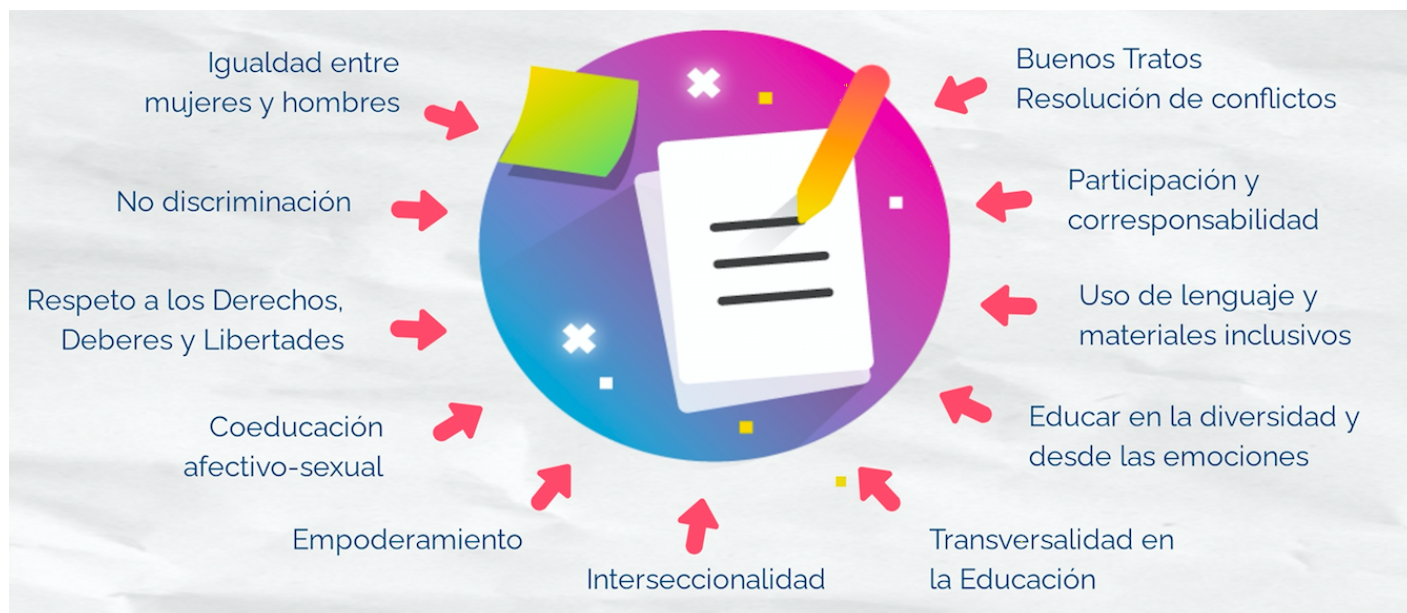 Igualdad entre
mujeres y hombres
No discriminación
Respeto a los Derechos,
Deberes y Libertades
Coeducación
afectivo-sexual
Empoderamiento
Interseccionalidad
Transversalidad en
la Educación
Educar en la diversidad y
desde las emociones
Uso de lenguaje y
materiales inclusivos
Participación y
corresponsabilidad
Buenos Tratos
Resolución de conflictos